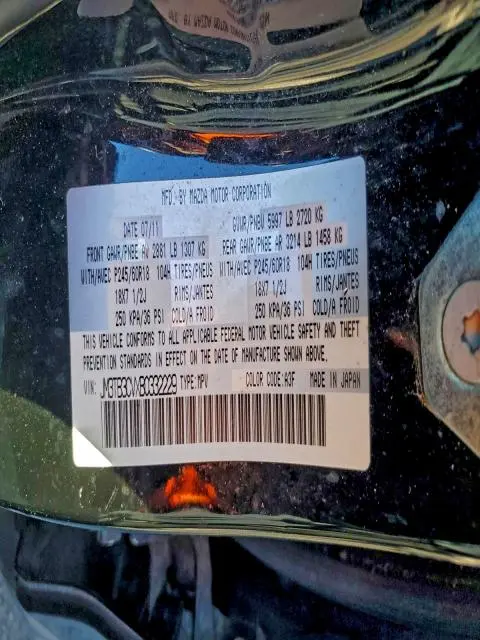 MFD. BY MAZDA MOTOR CORPORATION
DATE 07/11 GVWR/PNBV 5997 LB 2720 KG
FRONT GAWR/PNBE AV 2881 LB 1307 KG REAR GAWR/PNBE AR 3214 LB 1458 KG
WITH/AVEC P245/60R18 104H TIRES/PNEUS WITH/AVEC P245/60R18 104H TIRES/PNEUS
18X7 1/2J RIMS/JANTES 18X7 1/2J RIMS/JANTES
250 KPA/36 PSI COLD/A FROID 250 KPA/36 PSI COLD/A FROID
THIS VEHICLE CONFORMS TO ALL APPLICABLE FEDERAL MOTOR VEHICLE SAFETY AND THEFT
PREVENTION STANDARDS IN EFFECT ON THE DATE OF MANUFACTURE SHOWN ABOVE.
VIN: TYPE:MPV COLOR CODE:A3F MADE IN JAPAN